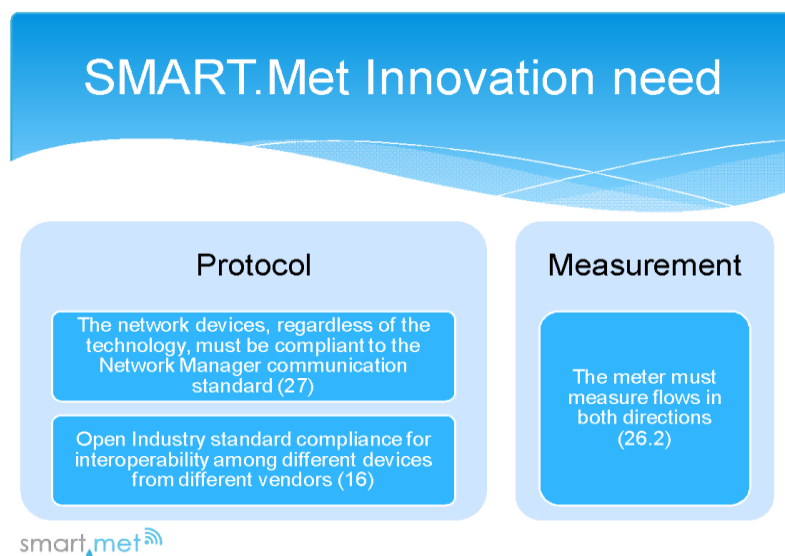 SMART.Met Innovation need
Protocol
The network devices, regardless of the
technology, must be compliant to the
Network Manager communication
standard (27)
Open Industry standard compliance for
interoperability among different devices
from different vendors (16)
Measurement
The meter must
measure flows in
both directions
(26.2)
smart.met